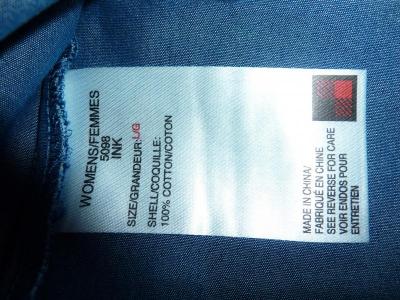 WOMENS/FEMMES
5098
INK
SIZE/GRANDEUR:L/G
SHELL/COQUILLE:
100% COTTON/COTON
MADE IN CHINA/
FABRIQUÉ EN CHINE
SEE REVERSE FOR CARE
VOIR ENDOS POUR
ENTRETIEN